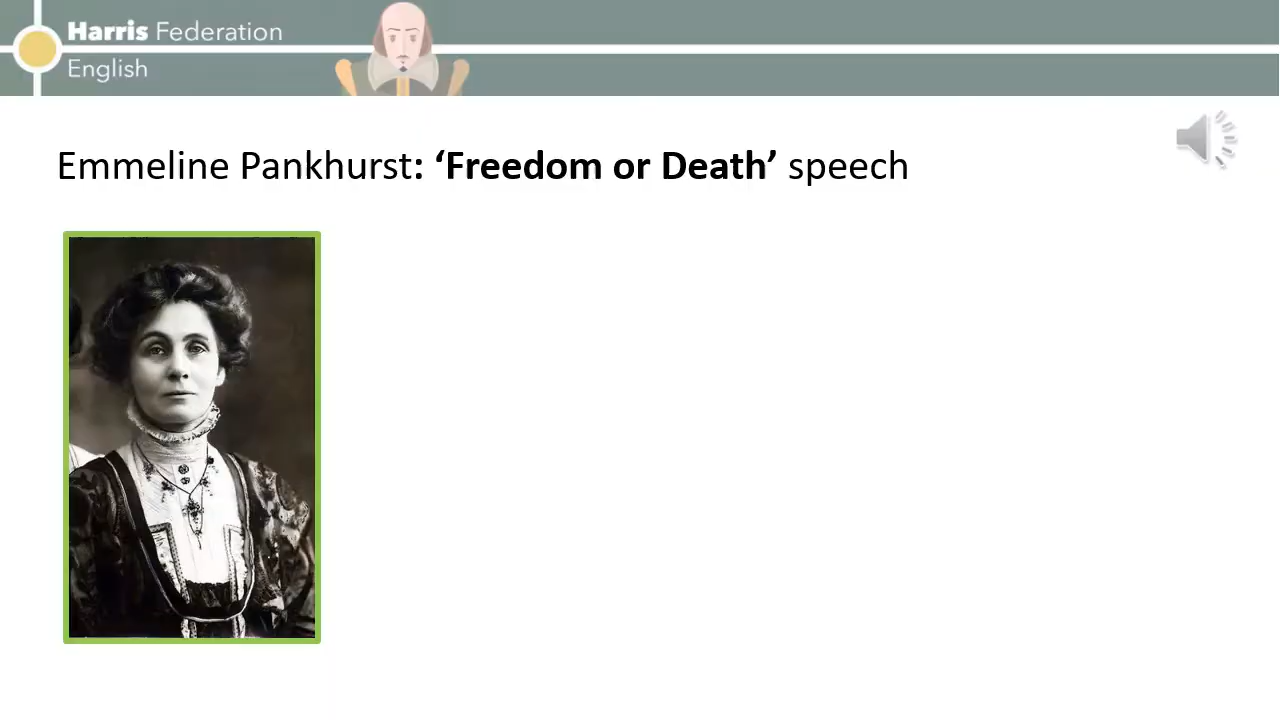 Harris Federation
English
Emmeline Pankhurst: ‘Freedom or Death’ speech